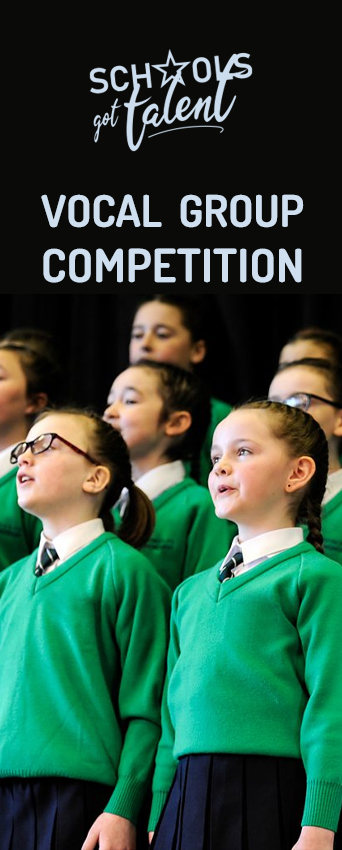 SCHOOLS
got talent
VOCAL GROUP
COMPETITION